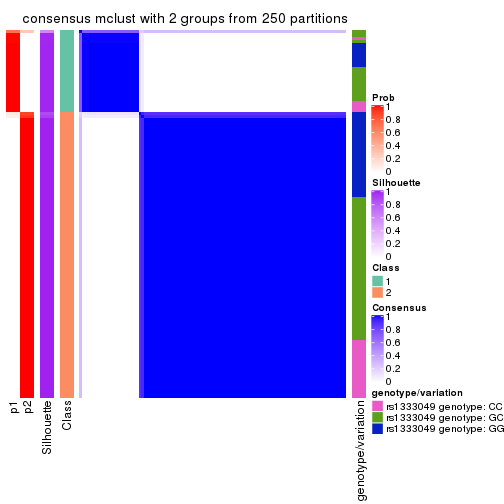 consensus mclust with 2 groups from 250 partitions
Prob
1
0.8
0.6
0.4
0.2
0
Silhouette
1
0.8
0.6
0.4
0.2
0
Class
1
2
Consensus
1
0.8
0.6
0.4
0.2
0
genotype/variation
rs1333049 genotype: CC
rs1333049 genotype: GC
rs1333049 genotype: GG
p1
p2
Silhouette
Class
genotype/variation